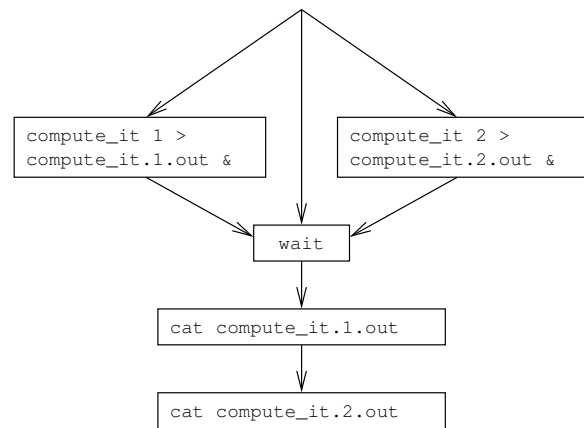 compute_it 1 >
compute_it.1.out &
compute_it 2 >
compute_it.2.out &
wait
cat compute_it.1.out
cat compute_it.2.out